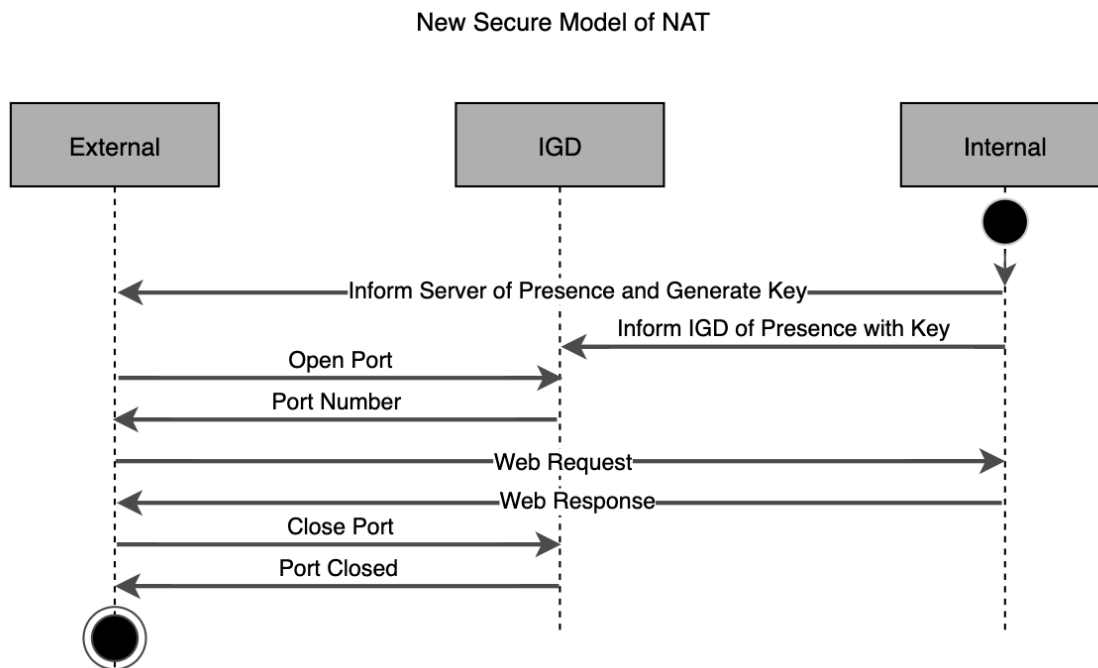 New Secure Model of NAT
External
IGD
Internal
Inform Server of Presence and Generate Key
Inform IGD of Presence with Key
Open Port
Port Number
Web Request
Web Response
Close Port
Port Closed